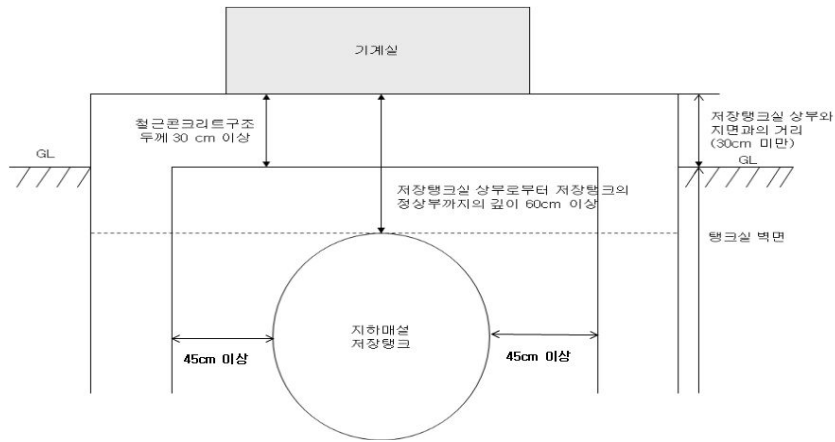 기계실
철근콘크리트구조
두께 30 cm 이상
저장탱크실 상부와
지면과의 거리
(30cm 미만)
GL
GL
저장탱크실 상부로부터 저장탱크의
정상부까지의 깊이 60cm 이상
탱크실 벽면
지하매설
저장탱크
45cm 이상
45cm 이상